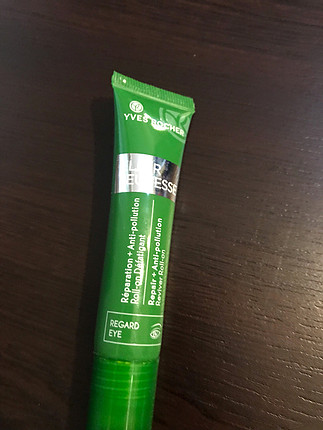 YVES ROCHER
Réparation + Anti-pollution
Roll-on Défatigant
Repair + Anti-pollution
Reviver Roll-on
REGARD
EYE